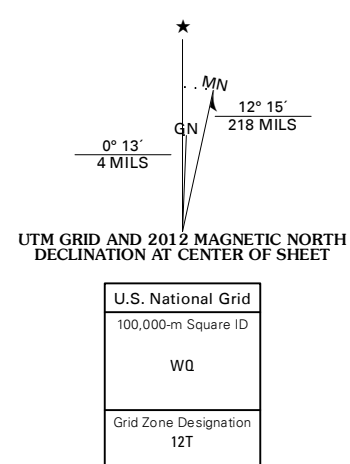 ★
MN
12° 15´
218 MILS
GN
0° 13´
4 MILS
UTM GRID AND 2012 MAGNETIC NORTH
DECLINATION AT CENTER OF SHEET
U.S. National Grid
100,000-m Square ID
WQ
Grid Zone Designation
12T